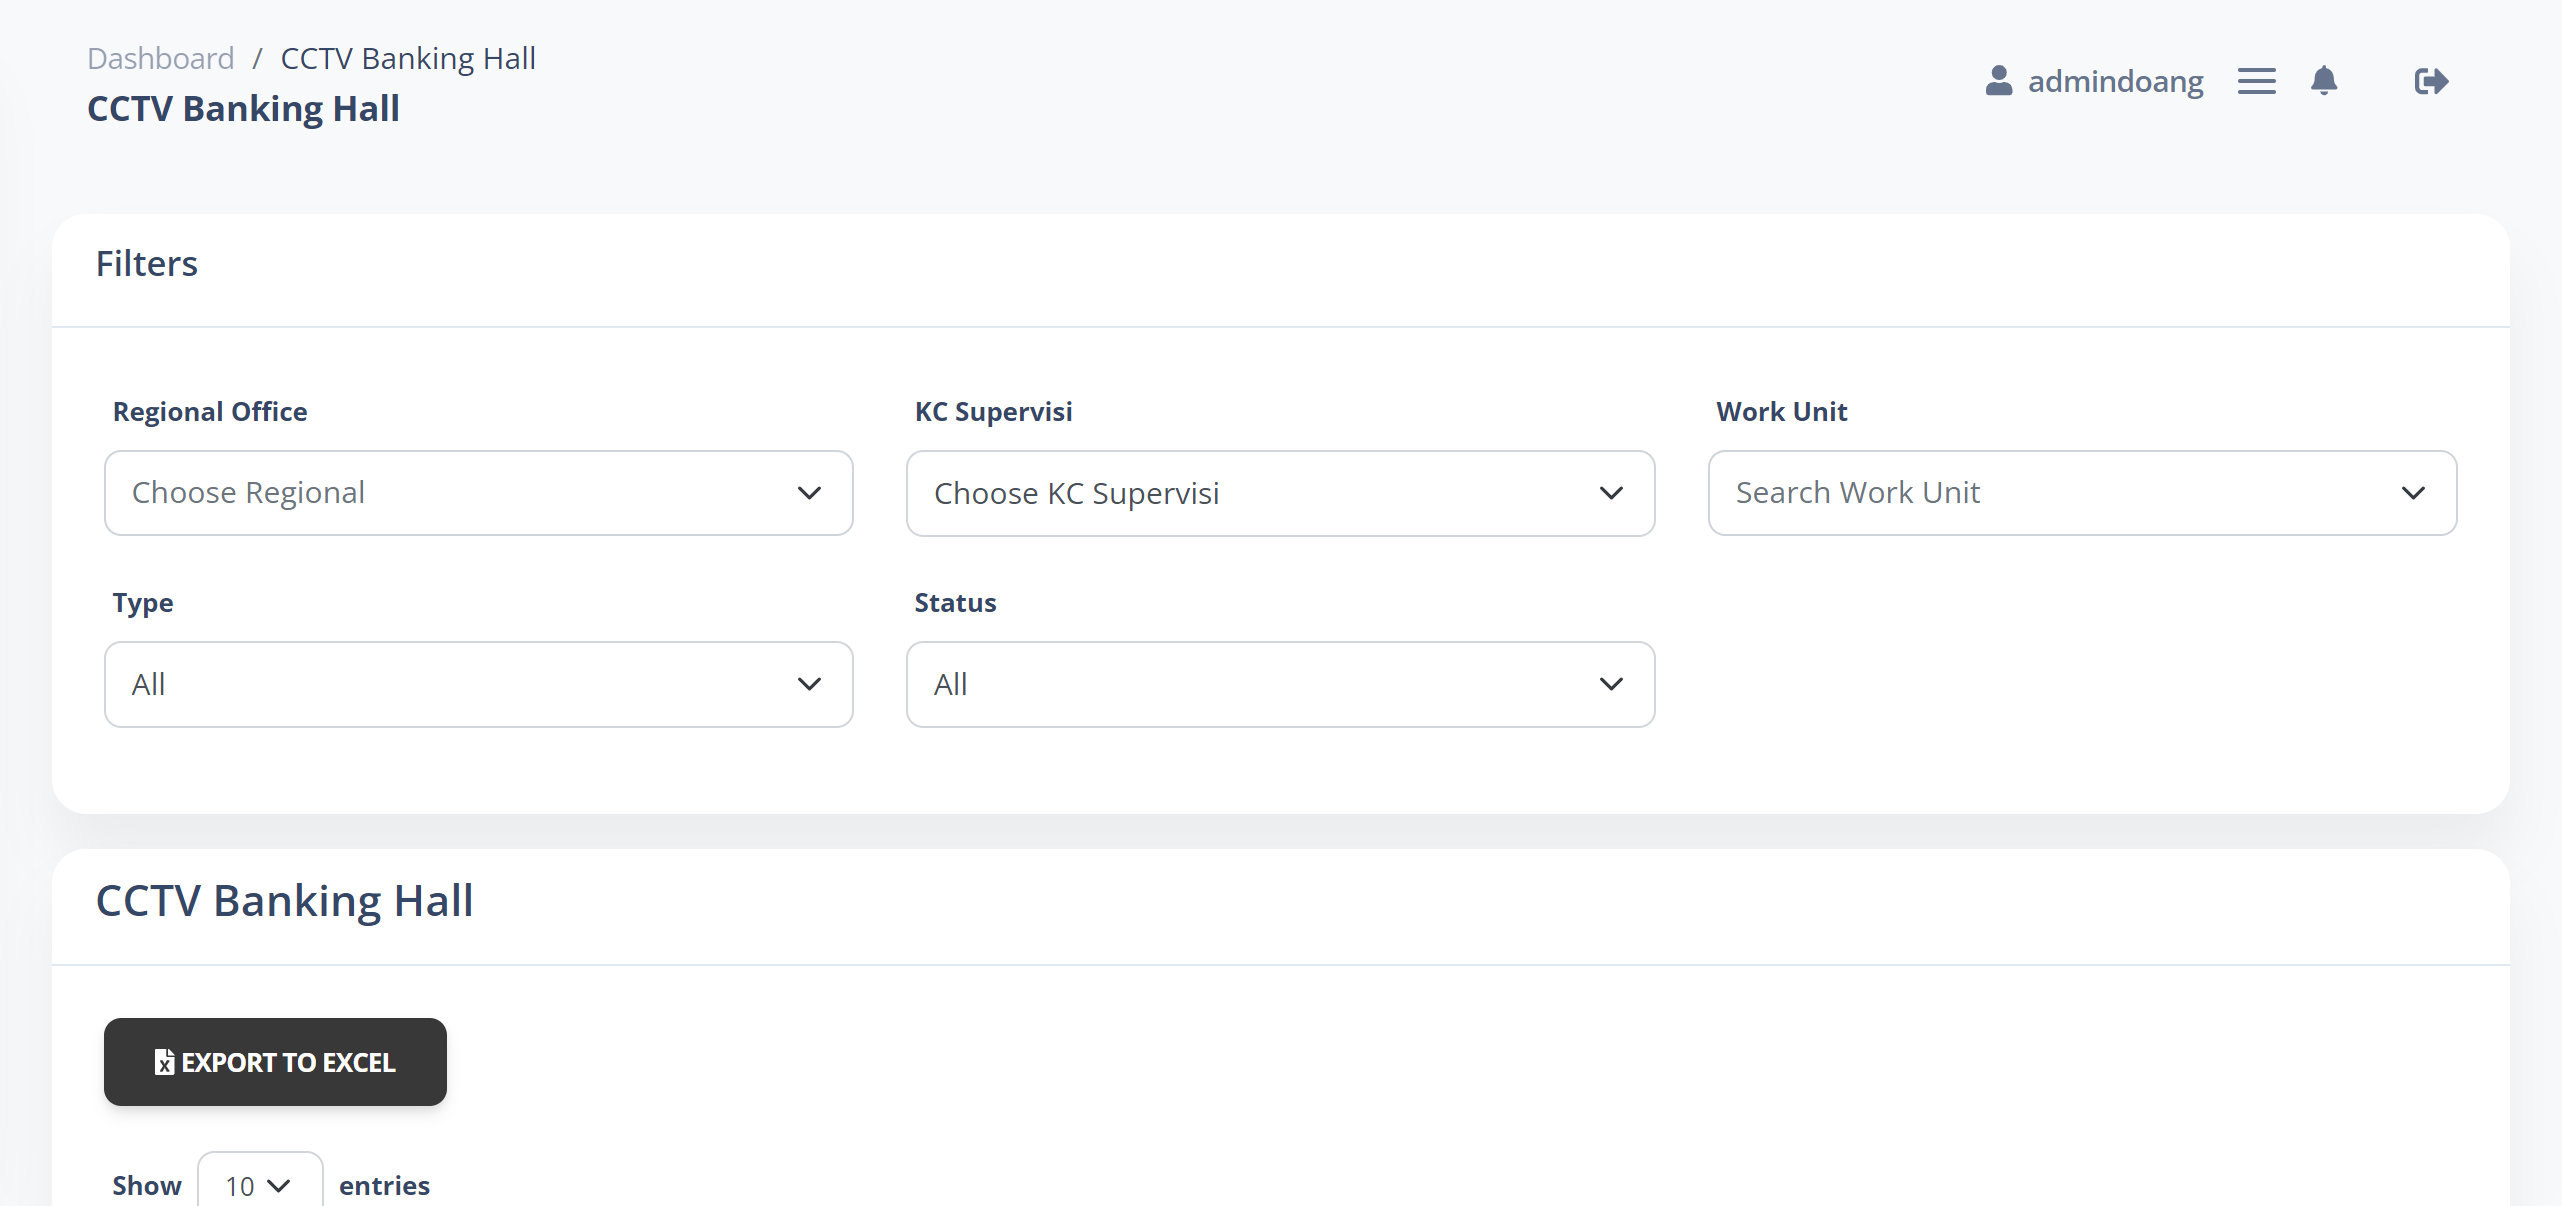 Dashboard / CCTV Banking Hall
CCTV Banking Hall
admindoang
Filters
Regional Office
KC Supervisi
Work Unit
Choose Regional
Choose KC Supervisi
Search Work Unit
Type
Status
All
All
CCTV Banking Hall
EXPORT TO EXCEL
Show 10 entries